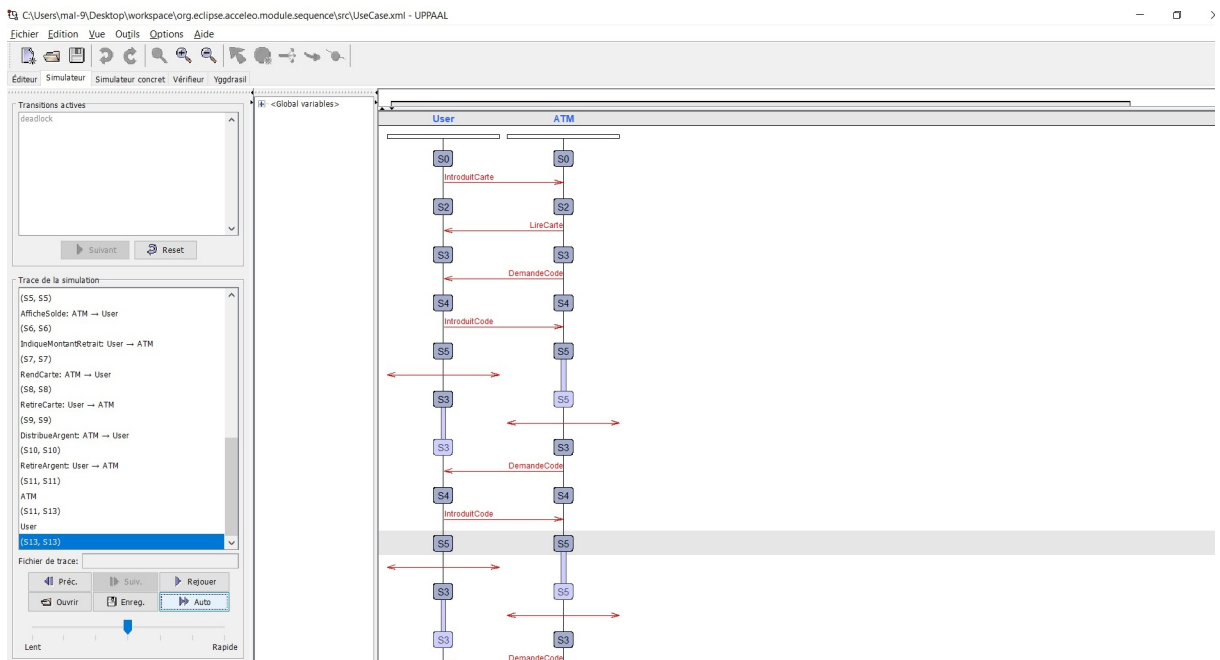 C:\Users\mal-9\Desktop\workspace\org.eclipse.acceleo.module.sequence\src\UseCase.xml - UPPAAL
Fichier Edition Vue Outils Options Aide
Éditeur Simulateur Simulateur concret Vérifieur Yggdrasil
Transitions actives
deadlock
Suivant Reset
Trace de la simulation
(S5, S5)
AfficheSolde: ATM → User
(S6, S6)
IndiqueMontantRetrait: User → ATM
(S7, S7)
RendCarte: ATM → User
(S8, S8)
RetireCarte: User → ATM
(S9, S9)
DistribueArgent: ATM → User
(S10, S10)
RetireArgent: User → ATM
(S11, S11)
ATM
(S11, S13)
User
(S13, S13)
Fichier de trace:
Préc. Suiv. Rejouer
Ouvrir Enreg. Auto
Lent Rapide
<Global variables>
User ATM
S0 S0
IntroduitCarte
S2 S2
LireCarte
S3 S3
DemandeCode
S4 S4
IntroduitCode
S5 S5
S3 S5
S3 S3
DemandeCode
S4 S4
IntroduitCode
S5 S5
S3 S5
S3 S3
DemandeCode